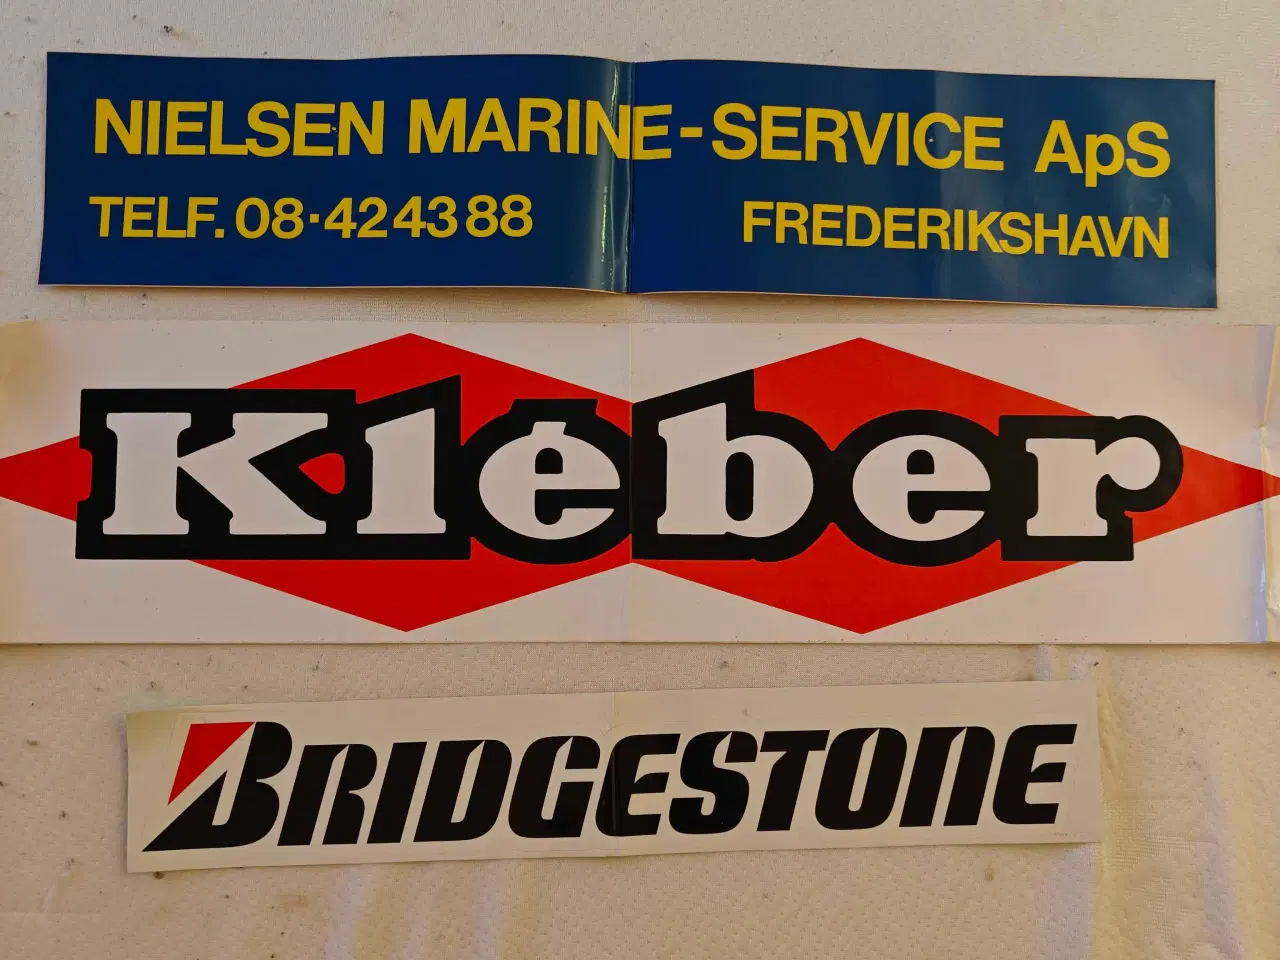 NIELSEN MARINE-SERVICE ApS
TELF. 08·424388 FREDERIKSHAVN
Kléber
BRIDGESTONE